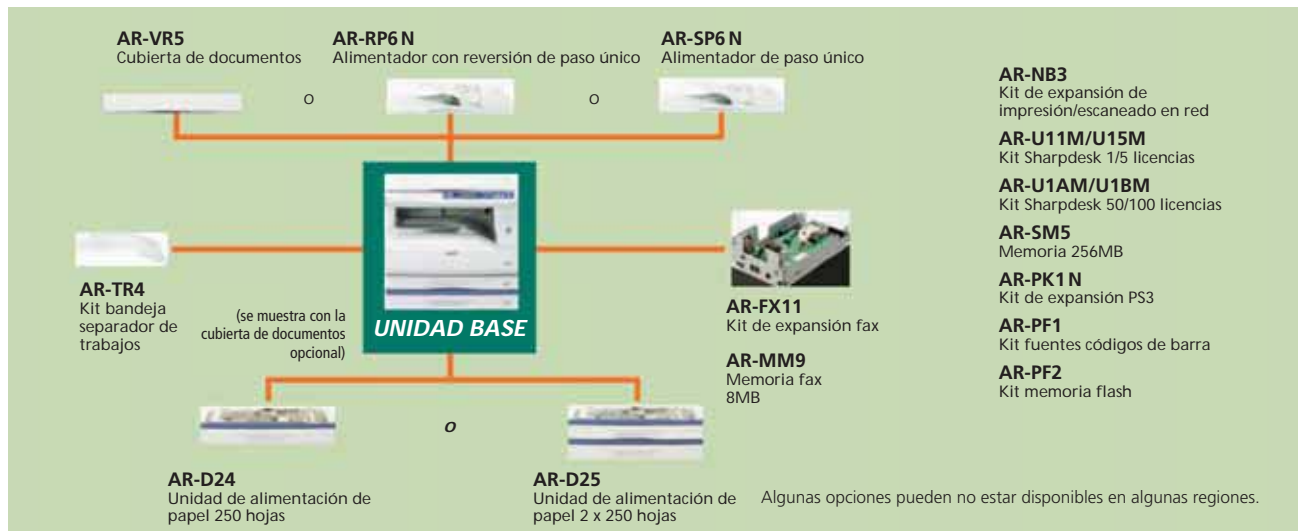 AR-VR5
Cubierta de documentos
O
AR-RP6 N
Alimentador con reversión de paso único
O
AR-SP6 N
Alimentador de paso único
AR-TR4
Kit bandeja
separador de
trabajos
(se muestra con la
cubierta de documentos
opcional)
UNIDAD BASE
AR-FX11
Kit de expansión fax
AR-MM9
Memoria fax
8MB
AR-D24
Unidad de alimentación de
papel 250 hojas
O
AR-D25
Unidad de alimentación de
papel 2 x 250 hojas
AR-NB3
Kit de expansión de
impresión/escaneado en red
AR-U11M/U15M
Kit Sharpdesk 1/5 licencias
AR-U1AM/U1BM
Kit Sharpdesk 50/100 licencias
AR-SM5
Memoria 256MB
AR-PK1 N
Kit de expansión PS3
AR-PF1
Kit fuentes códigos de barra
AR-PF2
Kit memoria flash
Algunas opciones pueden no estar disponibles en algunas regiones.